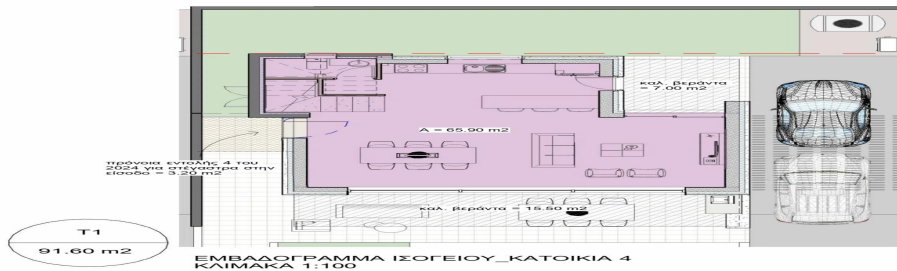 καλ. βεράντα
= 7.00 m2
A = 65.90 m2
πρόνοια εντολής 4 του
2024 για στέγαστρα στην
είσοδο = 3.20 m2
καλ. βεράντα = 15.50 m2
T1
91.60 m2
ΕΜΒΑΔΟΓΡΑΜΜΑ ΙΣΟΓΕΙΟΥ_ΚΑΤΟΙΚΙΑ 4
ΚΛΙΜΑΚΑ 1:100